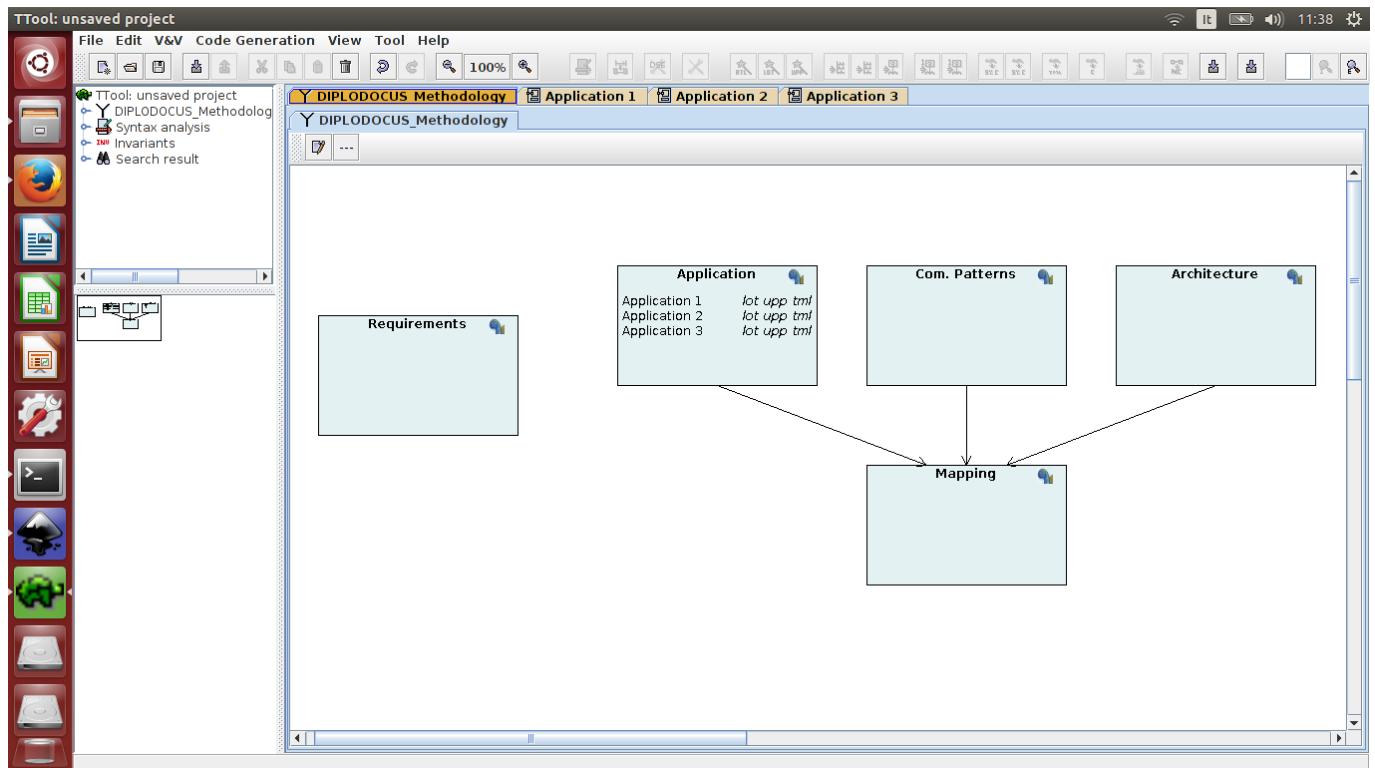 TTool: unsaved project
It
11:38
File Edit V&V Code Generation View Tool Help
100%
TTool: unsaved project
DIPLODOCUS_Methodolog
Syntax analysis
Invariants
Search result
DIPLODOCUS Methodology Application 1 Application 2 Application 3
DIPLODOCUS_Methodology
---
Requirements
Application
Application 1 lot upp tml
Application 2 lot upp tml
Application 3 lot upp tml
Com. Patterns
Architecture
Mapping